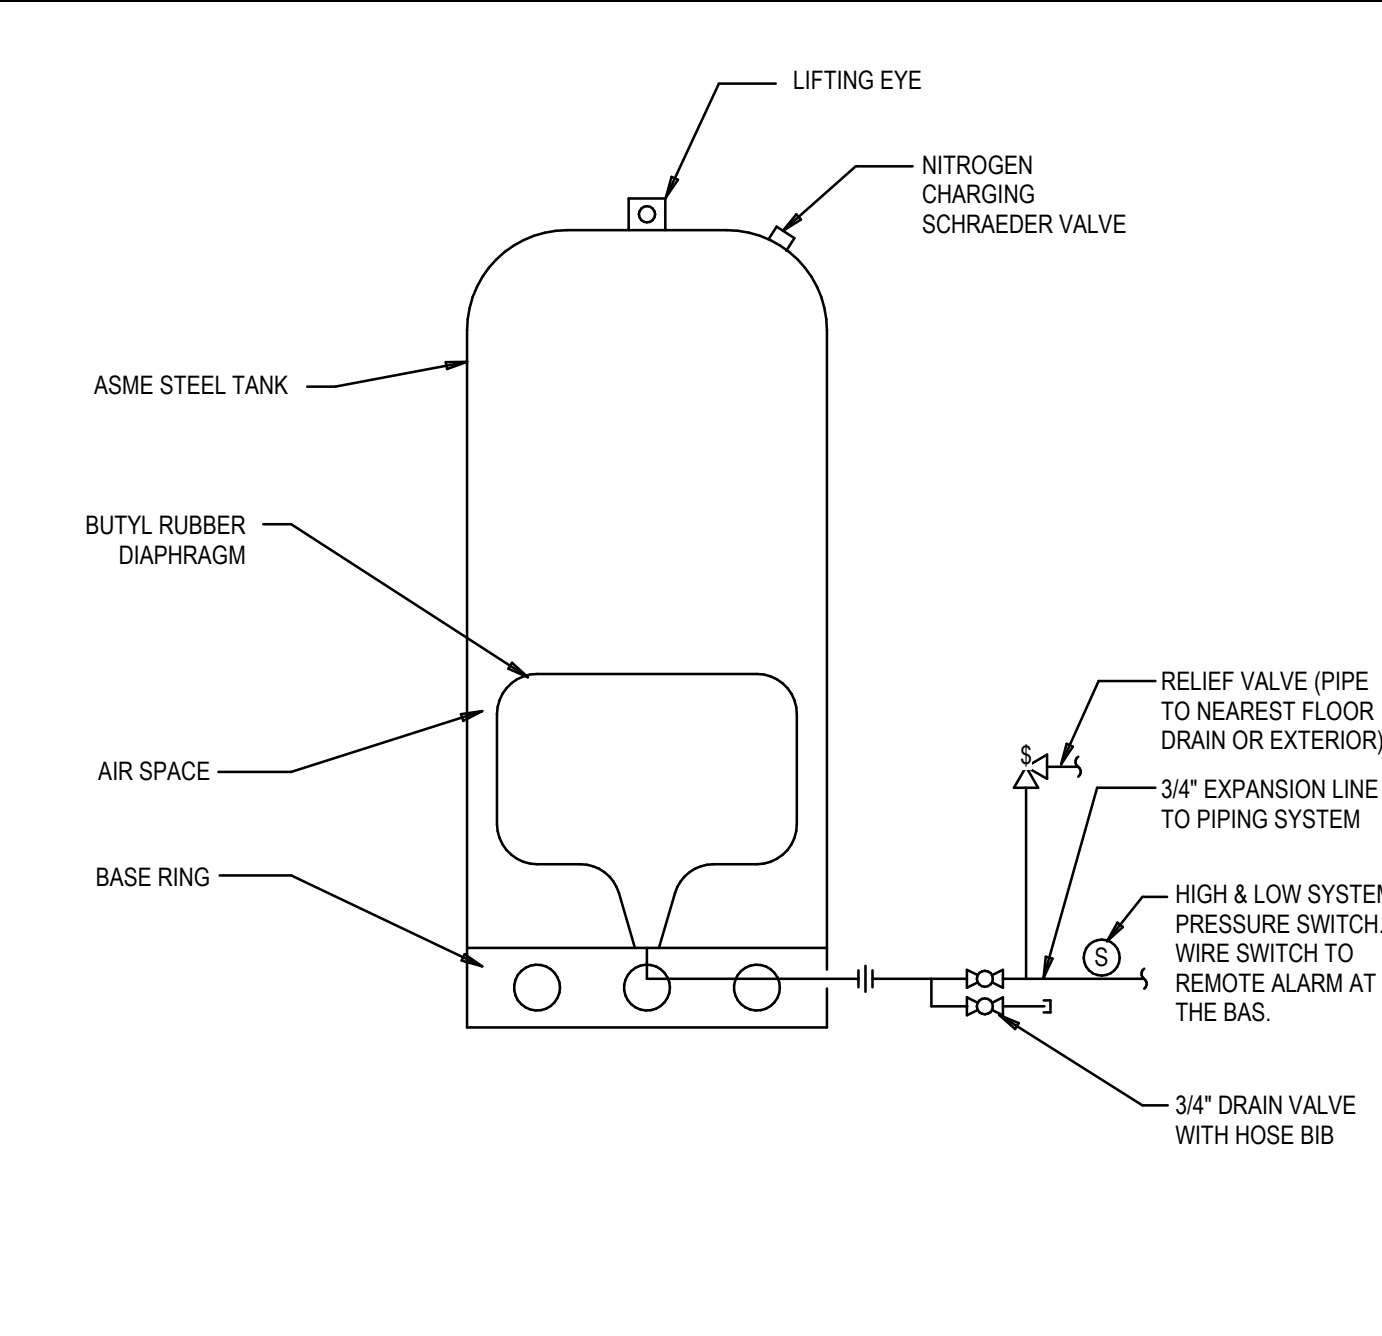 LIFTING EYE
NITROGEN
CHARGING
SCHRAEDER VALVE
ASME STEEL TANK
BUTYL RUBBER
DIAPHRAGM
AIR SPACE
BASE RING
RELIEF VALVE (PIPE
TO NEAREST FLOOR
DRAIN OR EXTERIOR)
$
3/4" EXPANSION LINE
TO PIPING SYSTEM
HIGH & LOW SYSTEM
PRESSURE SWITCH.
WIRE SWITCH TO
REMOTE ALARM AT
THE BAS.
S
3/4" DRAIN VALVE
WITH HOSE BIB